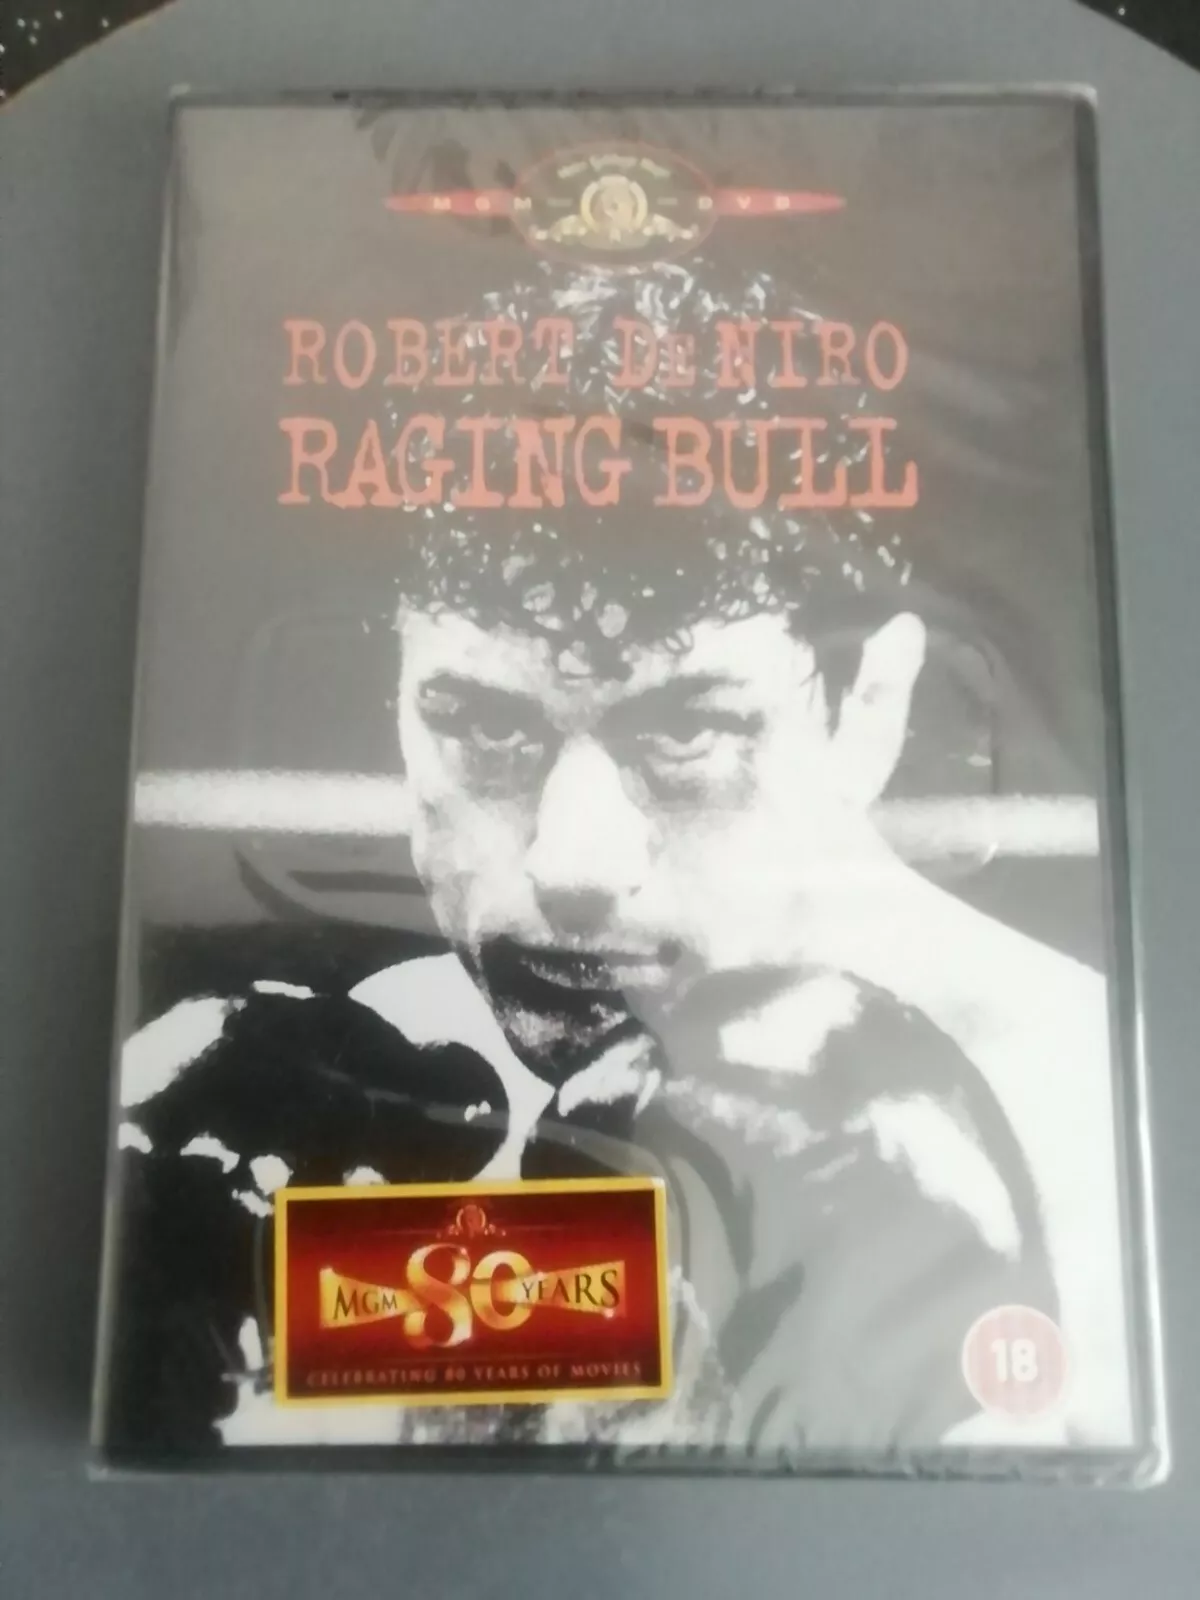 MGM DVD
ROBERT DE NIRO
RAGING BULL
MGM 80 YEARS
CELEBRATING 80 YEARS OF MOVIES
18